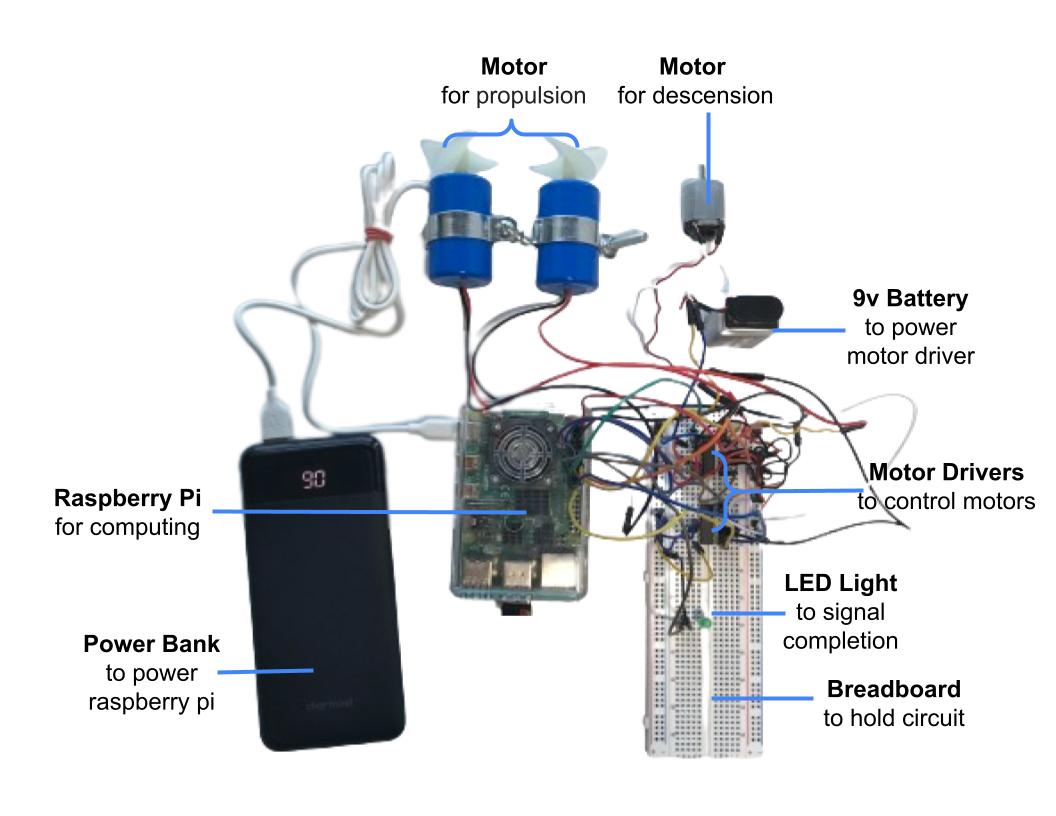 Motor
for propulsion
Motor
for descension
9v Battery
to power
motor driver
Raspberry Pi
for computing
Motor Drivers
to control motors
90
LED Light
to signal
completion
Power Bank
to power
raspberry pi
Breadboard
to hold circuit